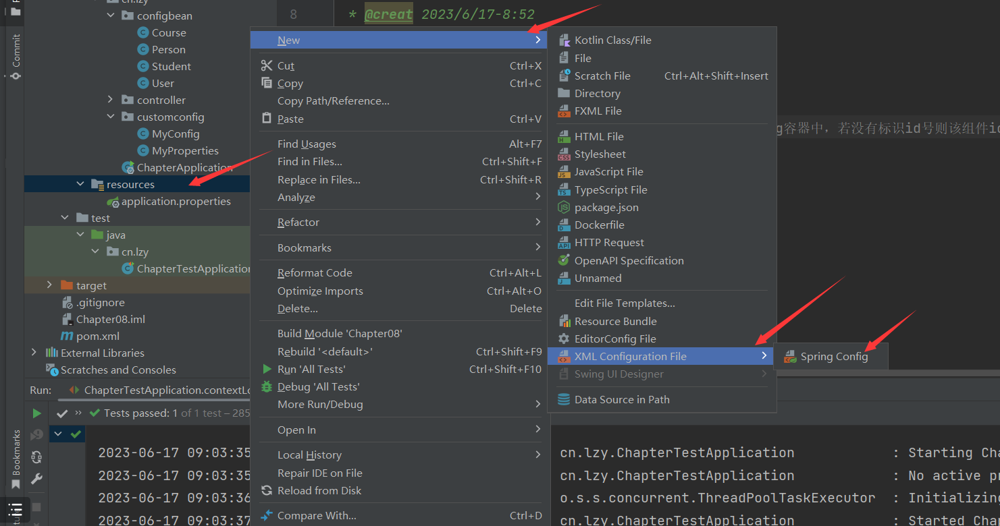 cn.lzy
configbean
Course
Person
Student
User
controller
customconfig
MyConfig
MyProperties
ChapterApplication
resources
application.properties
test
java
cn.lzy
ChapterTestApplication
target
.gitignore
Chapter08.iml
pom.xml
External Libraries
Scratches and Consoles
Commit
Bookmarks
8
* @creat 2023/6/17-8:52
g容器中，若没有标识id号则该组件id
New
Cut Ctrl+X
Copy Ctrl+C
Copy Path/Reference...
Paste Ctrl+V
Find Usages Alt+F7
Find in Files... Ctrl+Shift+F
Replace in Files... Ctrl+Shift+R
Analyze
Refactor
Bookmarks
Reformat Code Ctrl+Alt+L
Optimize Imports Ctrl+Alt+O
Delete... Delete
Build Module 'Chapter08'
Rebuild '<default>' Ctrl+Shift+F9
Run 'All Tests' Ctrl+Shift+F10
Debug 'All Tests'
More Run/Debug
Open In
Local History
Repair IDE on File
Reload from Disk
Compare With... Ctrl+D
Kotlin Class/File
File
Scratch File Ctrl+Alt+Shift+Insert
Directory
FXML File
HTML File
Stylesheet
JavaScript File
TypeScript File
package.json
Dockerfile
HTTP Request
OpenAPI Specification
Unnamed
Edit File Templates...
Resource Bundle
EditorConfig File
XML Configuration File
Swing UI Designer
Data Source in Path
Spring Config
Run: ChapterTestApplication.contextLo
Tests passed: 1 of 1 test – 285
2023-06-17 09:03:35 cn.lzy.ChapterTestApplication : Starting Cha
2023-06-17 09:03:35 cn.lzy.ChapterTestApplication : No active pr
2023-06-17 09:03:36 o.s.s.concurrent.ThreadPoolTaskExecutor : Initializing
2023-06-17 09:03:37 cn.lzy.ChapterTestApplication : Started Chap